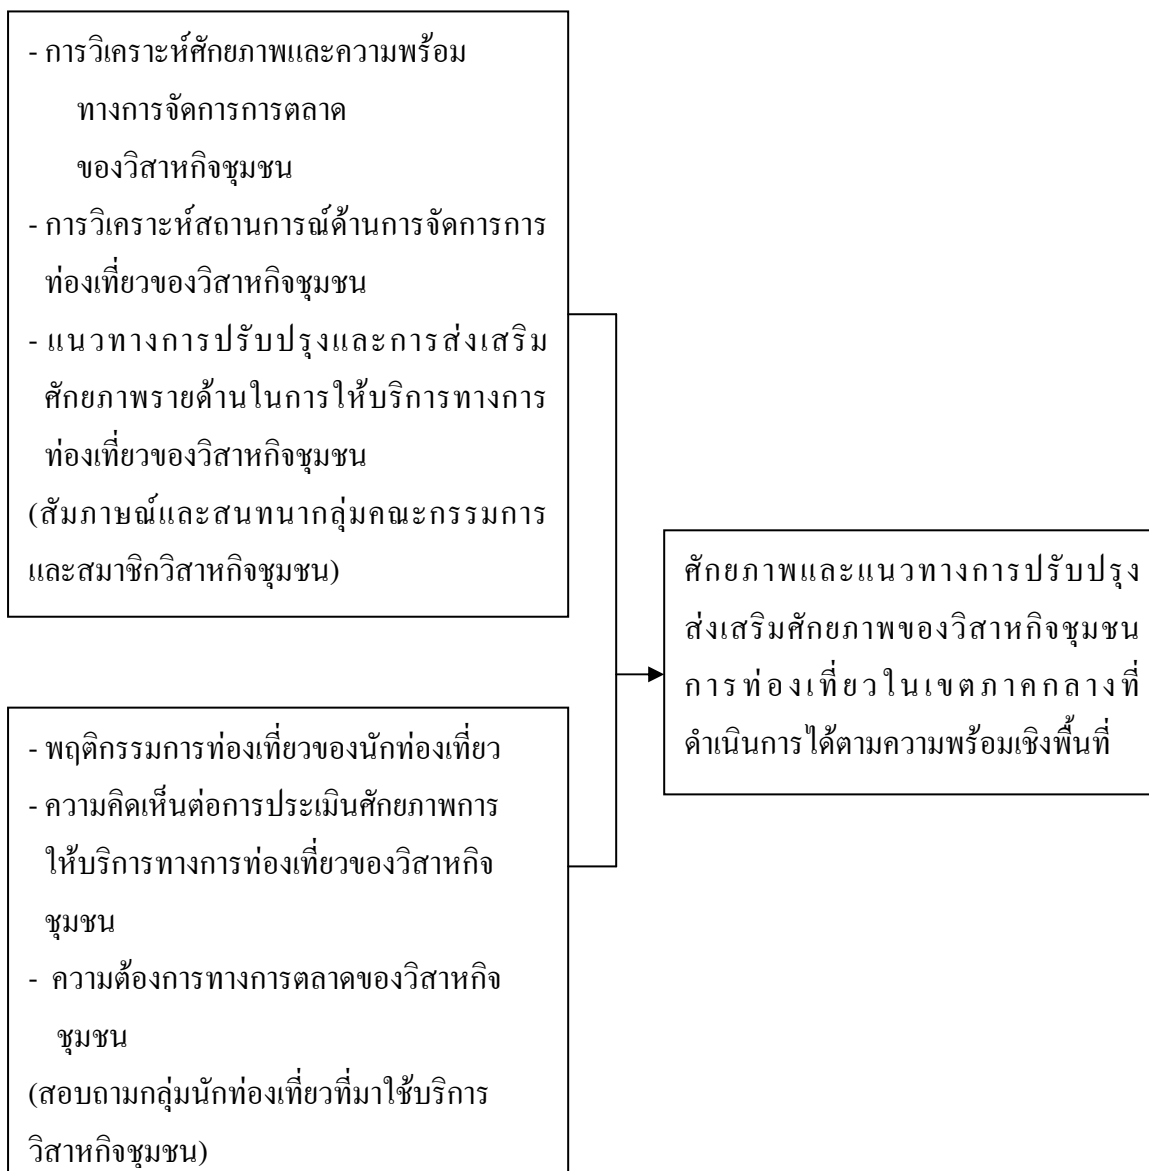 - การวิเคราะห์ศักยภาพและความพร้อม
ทางการจัดการการตลาด
ของวิสาหกิจชุมชน
- การวิเคราะห์สถานการณ์ด้านการจัดการการ
ท่องเที่ยวของวิสาหกิจชุมชน
- แนวทางการปรับปรุงและการส่งเสริม
ศักยภาพรายด้านในการให้บริการทางการ
ท่องเที่ยวของวิสาหกิจชุมชน
(สัมภาษณ์และสนทนากลุ่มคณะกรรมการ
และสมาชิกวิสาหกิจชุมชน)
ศักยภาพและแนวทางการปรับปรุง
ส่งเสริมศักยภาพของวิสาหกิจชุมชน
การท่องเที่ยวในเขตภาคกลางที่
ดำเนินการได้ตามความพร้อมเชิงพื้นที่
- พฤติกรรมการท่องเที่ยวของนักท่องเที่ยว
- ความคิดเห็นต่อการประเมินศักยภาพการ
ให้บริการทางการท่องเที่ยวของวิสาหกิจ
ชุมชน
- ความต้องการทางการตลาดของวิสาหกิจ
ชุมชน
(สอบถามกลุ่มนักท่องเที่ยวที่มาใช้บริการ
วิสาหกิจชุมชน)